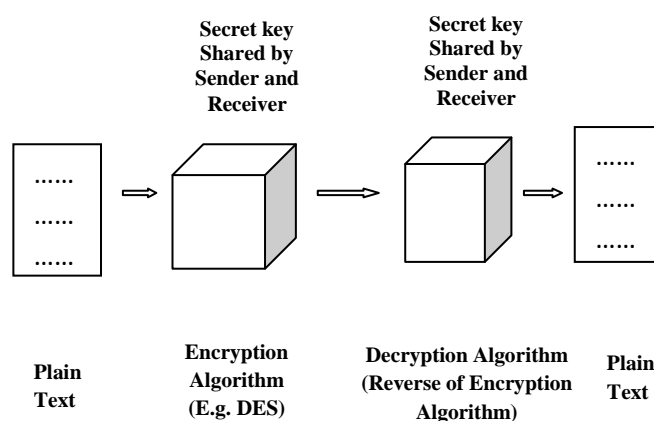 Secret key
Shared by
Sender and
Receiver
Secret key
Shared by
Sender and
Receiver
……
……
……
……
……
……
Plain
Text
Encryption
Algorithm
(E.g. DES)
Decryption Algorithm
(Reverse of Encryption
Algorithm)
Plain
Text